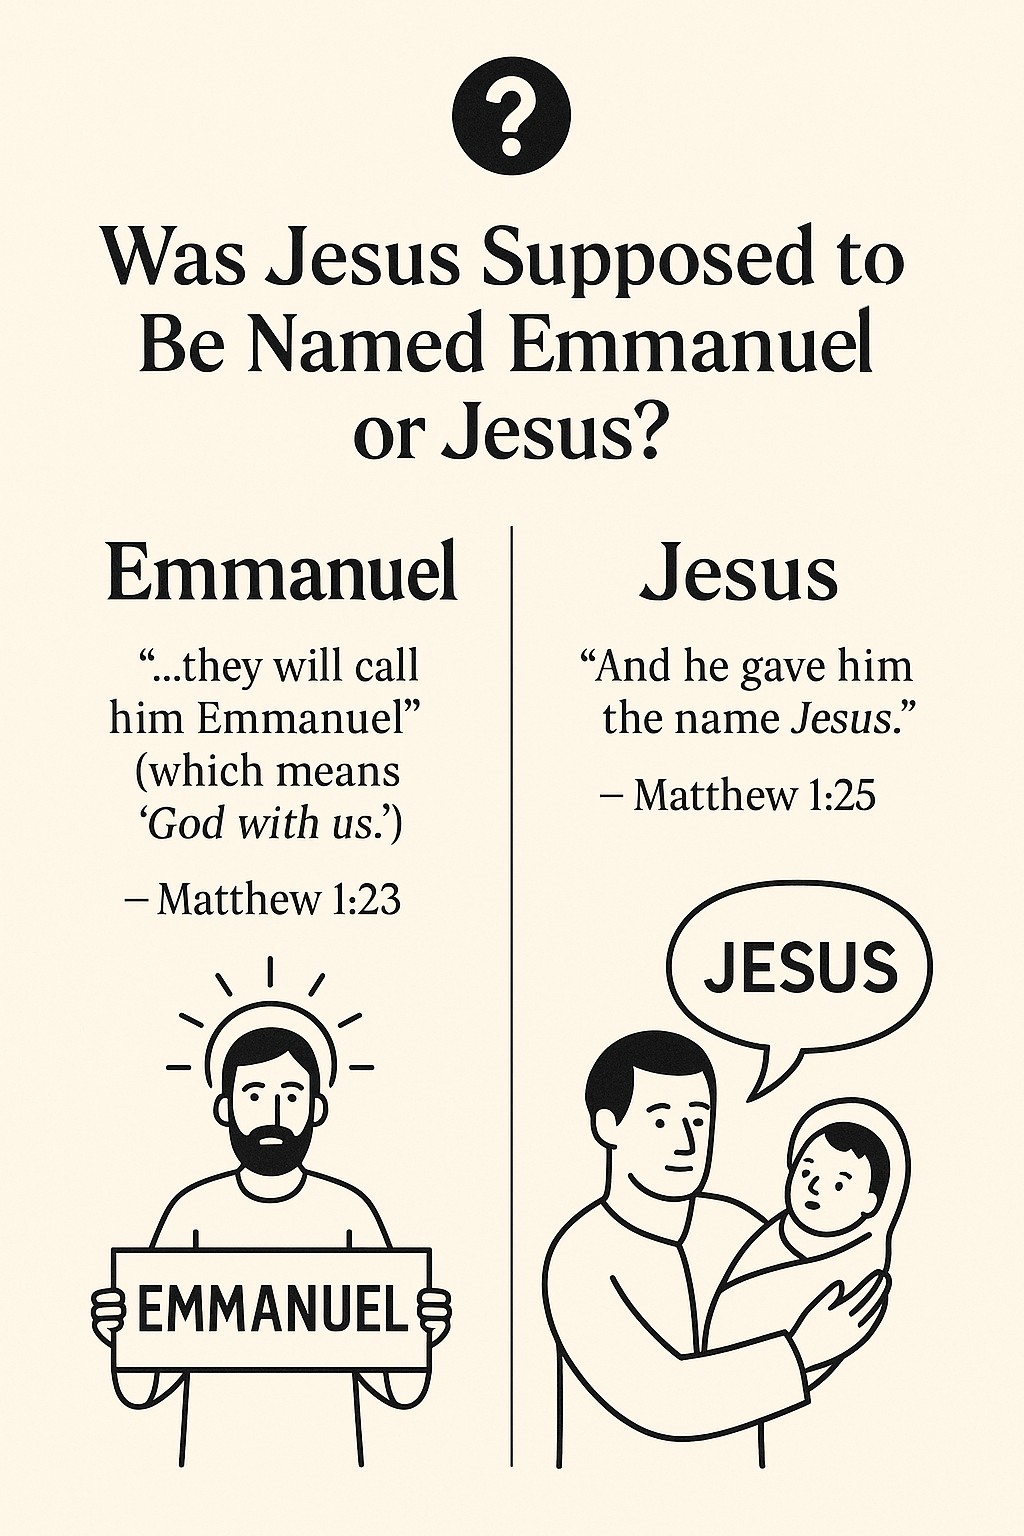 ?
Was Jesus Supposed to
Be Named Emmanuel
or Jesus?
Emmanuel
“...they will call
him Emmanuel”
(which means
‘God with us.’)
– Matthew 1:23
EMMANUEL
Jesus
“And he gave him
the name Jesus.”
– Matthew 1:25
JESUS